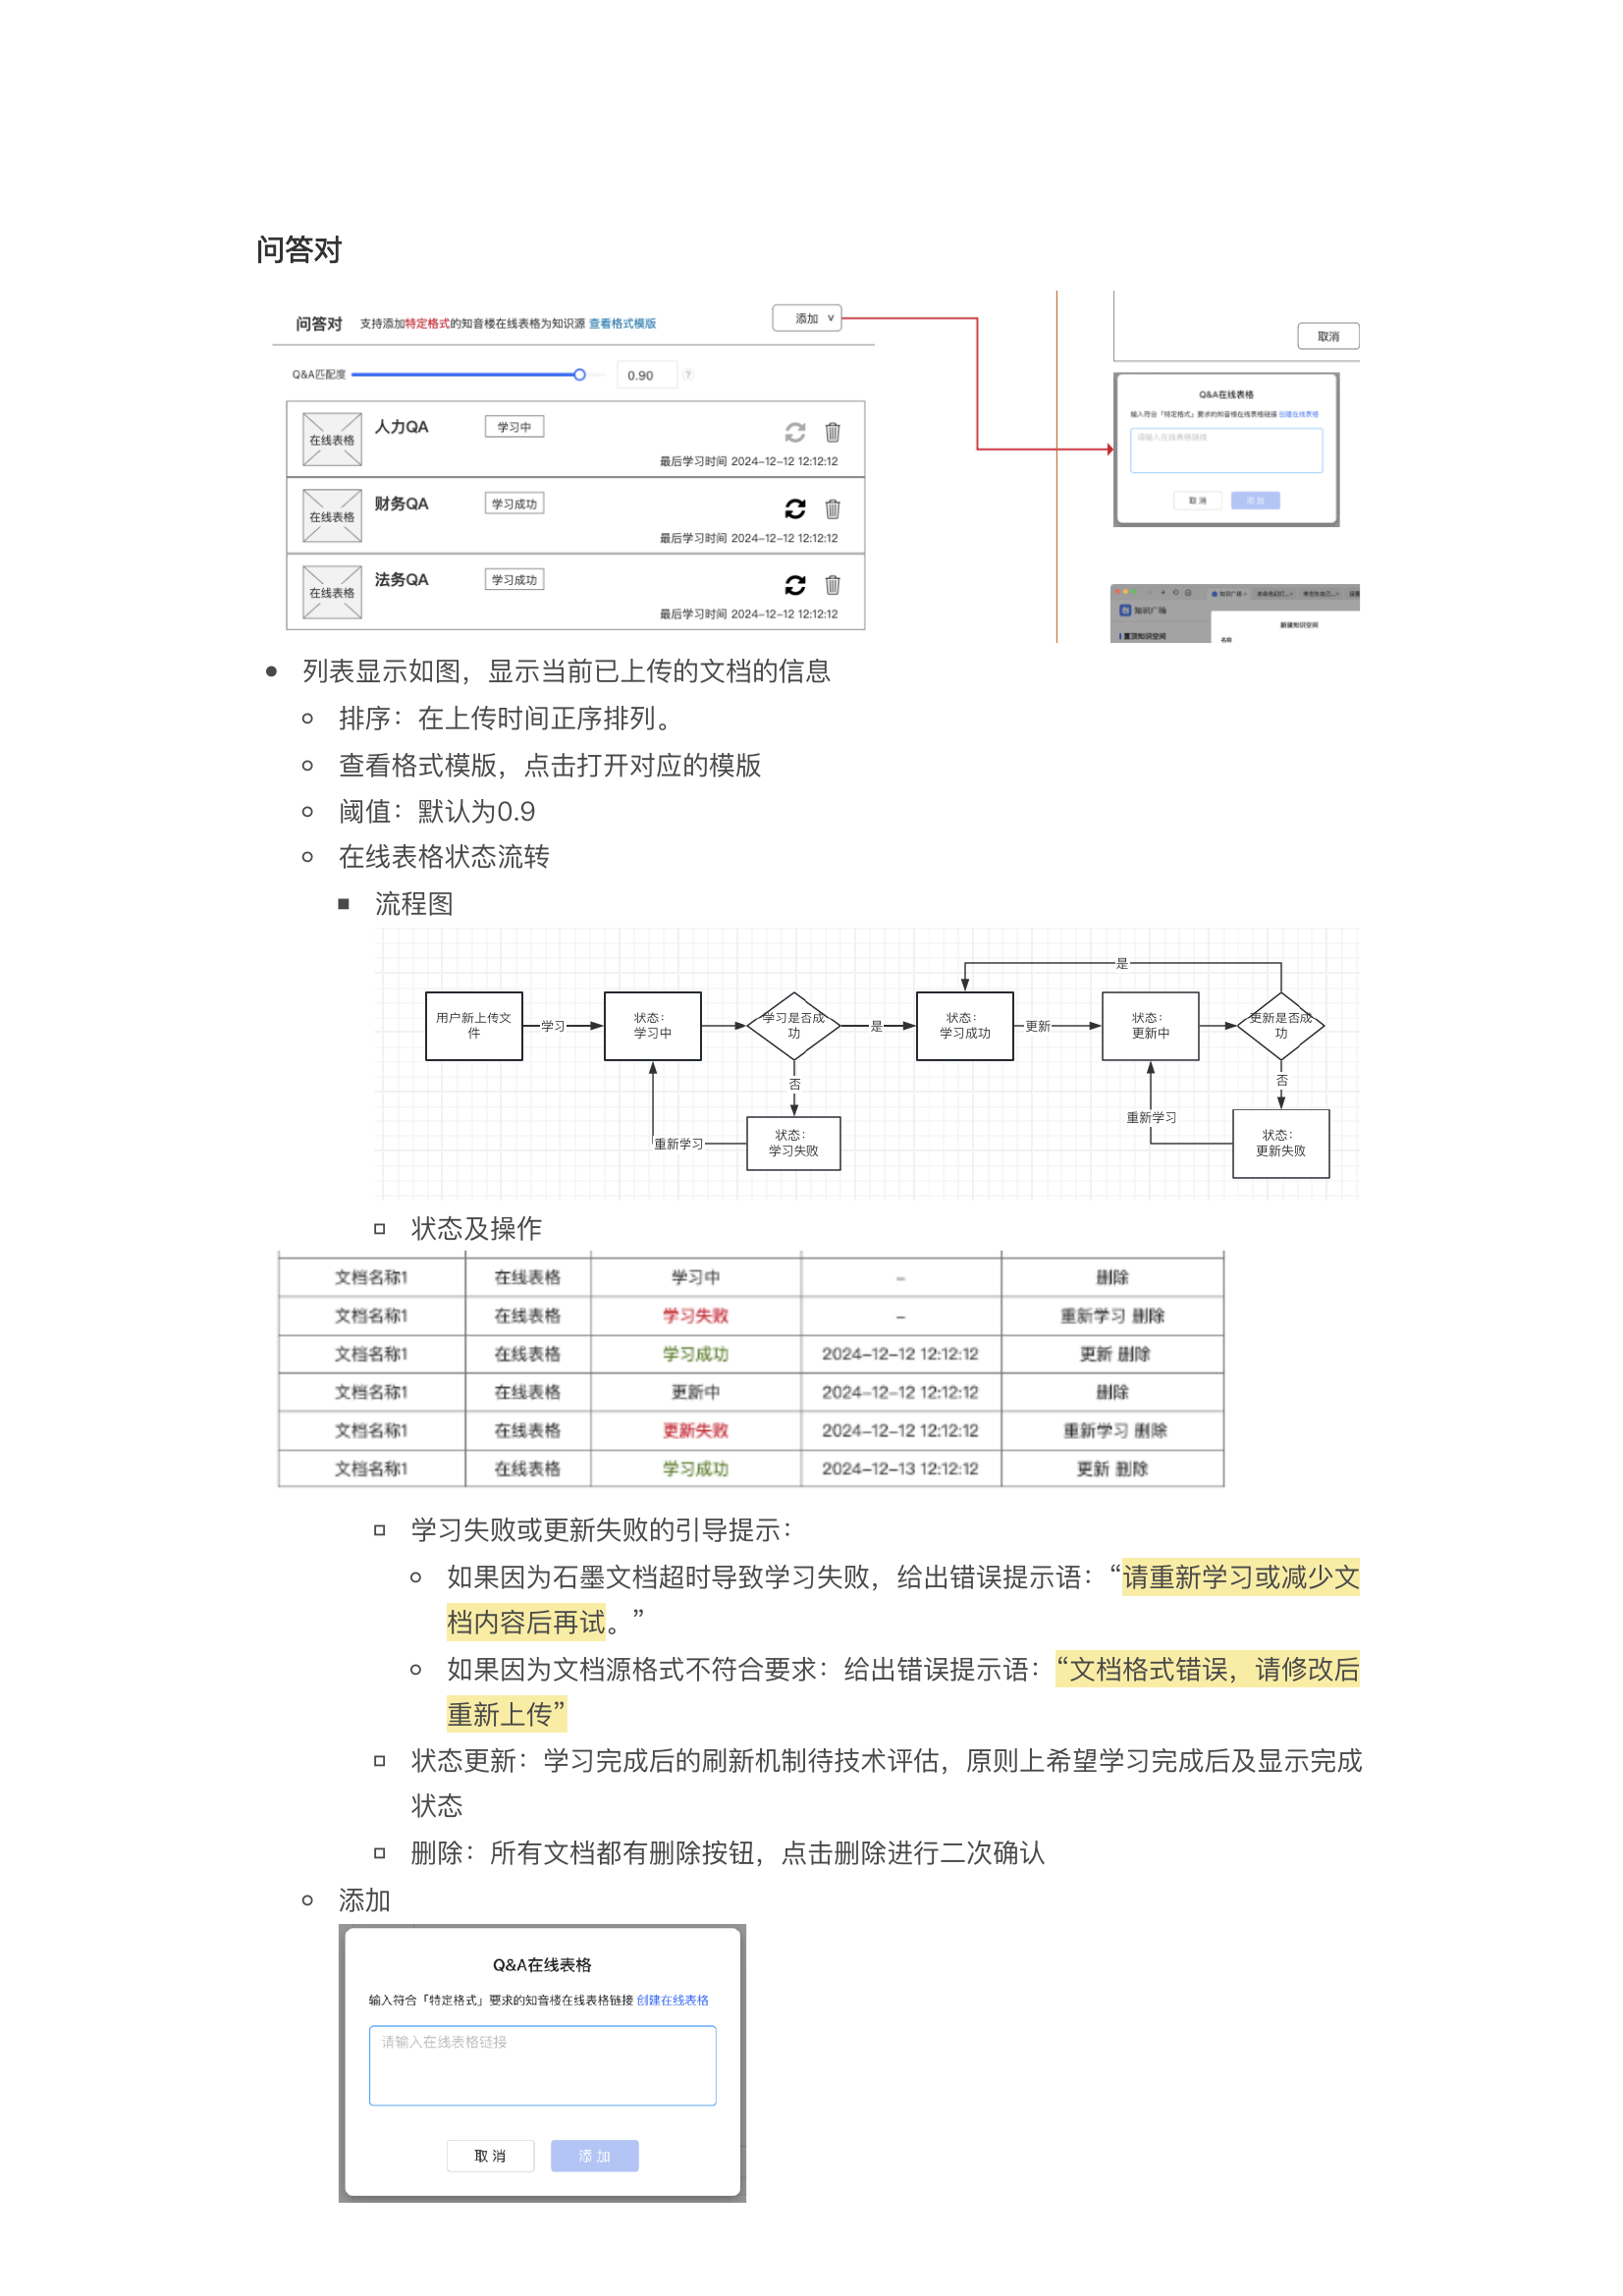 问答对
问答对 支持添加特定格式的知音楼在线表格为知识源 查看格式模版
添加
取消
Q&A匹配度 0.90 ?
在线表格 人力QA 学习中
最后学习时间 2024-12-12 12:12:12
在线表格 财务QA 学习成功
最后学习时间 2024-12-12 12:12:12
在线表格 法务QA 学习成功
最后学习时间 2024-12-12 12:12:12
Q&A在线表格
输入符合「特定格式」要求的知音楼在线表格链接 创建在线表格
请输入在线表格链接
取 消 添 加
知识广场
知识广场
新建知识空间
置顶知识空间
名称
列表显示如图，显示当前已上传的文档的信息
排序：在上传时间正序排列。
查看格式模版，点击打开对应的模版
阈值：默认为0.9
在线表格状态流转
流程图
是
用户新上传文
件
学习
状态：
学习中
学习是否成
功
是
状态：
学习成功
更新
状态：
更新中
更新是否成
功
否
否
重新学习
状态：
学习失败
重新学习
状态：
更新失败
状态及操作
文档名称1 在线表格 学习中 – 删除
文档名称1 在线表格 学习失败 – 重新学习 删除
文档名称1 在线表格 学习成功 2024-12-12 12:12:12 更新 删除
文档名称1 在线表格 更新中 2024-12-12 12:12:12 删除
文档名称1 在线表格 更新失败 2024-12-12 12:12:12 重新学习 删除
文档名称1 在线表格 学习成功 2024-12-13 12:12:12 更新 删除
学习失败或更新失败的引导提示：
如果因为石墨文档超时导致学习失败，给出错误提示语：“请重新学习或减少文
档内容后再试。”
如果因为文档源格式不符合要求：给出错误提示语：“文档格式错误，请修改后
重新上传”
状态更新：学习完成后的刷新机制待技术评估，原则上希望学习完成后及显示完成
状态
删除：所有文档都有删除按钮，点击删除进行二次确认
添加
Q&A在线表格
输入符合「特定格式」要求的知音楼在线表格链接 创建在线表格
请输入在线表格链接
取 消 添 加